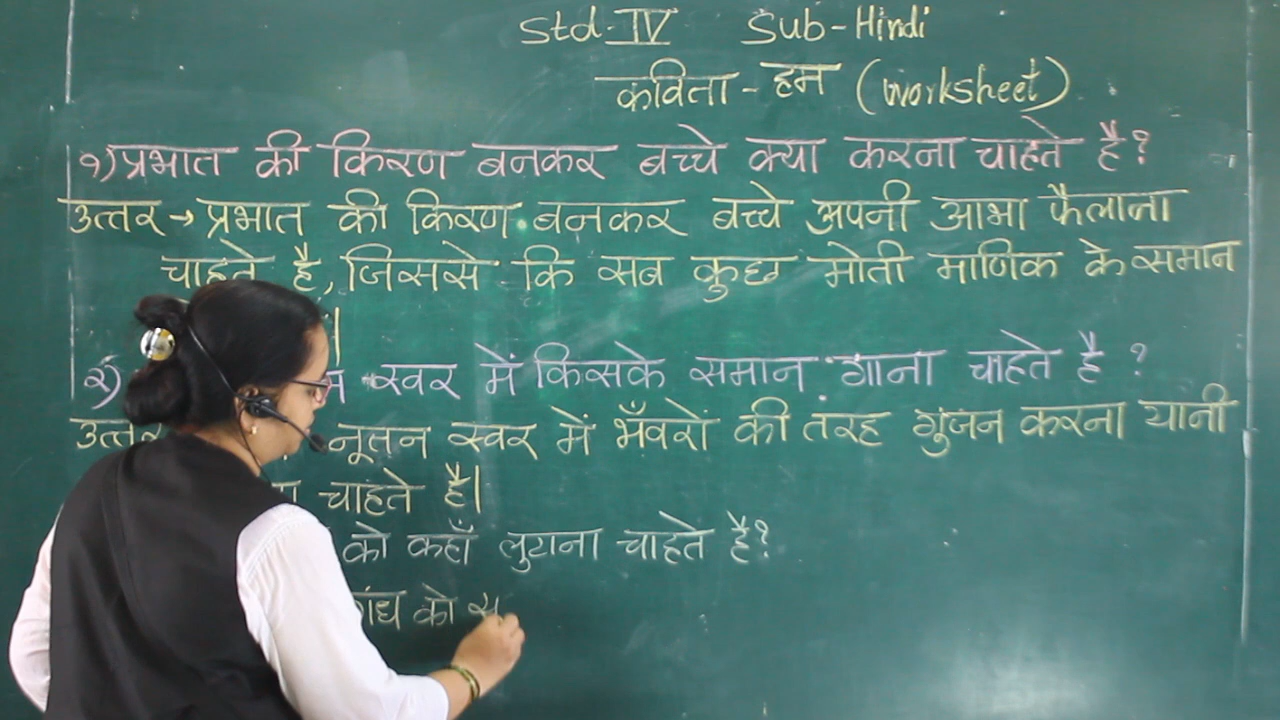 Std-IV Sub-Hindi
कविता - हम (Worksheet)
१) प्रभात की किरण बनकर बच्चे क्या करना चाहते है?
उत्तर → प्रभात की किरण बनकर बच्चे अपनी आभा फैलाना
चाहते है, जिससे कि सब कुछ मोती माणिक के समान
।
२) स्वर में किसके समान गाना चाहते है ?
उत्तर नूतन स्वर में भँवरों की तरह गुंजन करना यानी
चाहते है।
को कहाँ लुटाना चाहते है?
गंध को स